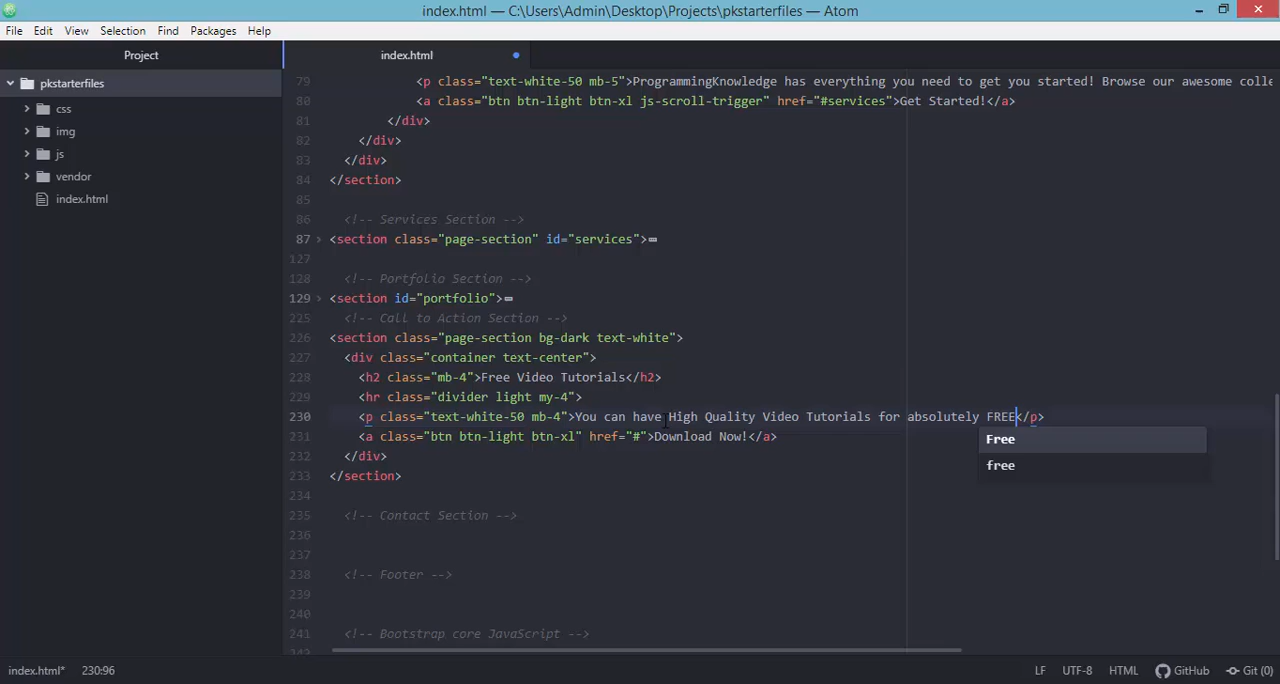 index.html — C:\Users\Admin\Desktop\Projects\pkstarterfiles — Atom
File Edit View Selection Find Packages Help
Project
index.html
pkstarterfiles
css
img
js
vendor
index.html
79 <p class="text-white-50 mb-5">ProgrammingKnowledge has everything you need to get you started! Browse our awesome colle
80 <a class="btn btn-light btn-xl js-scroll-trigger" href="#services">Get Started!</a>
81 </div>
82 </div>
83 </div>
84 </section>
85
86 <!-- Services Section -->
87 <section class="page-section" id="services">
127
128 <!-- Portfolio Section -->
129 <section id="portfolio">
225 <!-- Call to Action Section -->
226 <section class="page-section bg-dark text-white">
227 <div class="container text-center">
228 <h2 class="mb-4">Free Video Tutorials</h2>
229 <hr class="divider light my-4">
230 <p class="text-white-50 mb-4">You can have High Quality Video Tutorials for absolutely FREE</p>
231 <a class="btn btn-light btn-xl" href="#">Download Now!</a>
232 </div>
233 </section>
234
235 <!-- Contact Section -->
236
237
238 <!-- Footer -->
239
240
241 <!-- Bootstrap core JavaScript -->
Free
free
index.html* 230:96 LF UTF-8 HTML GitHub Git (0)